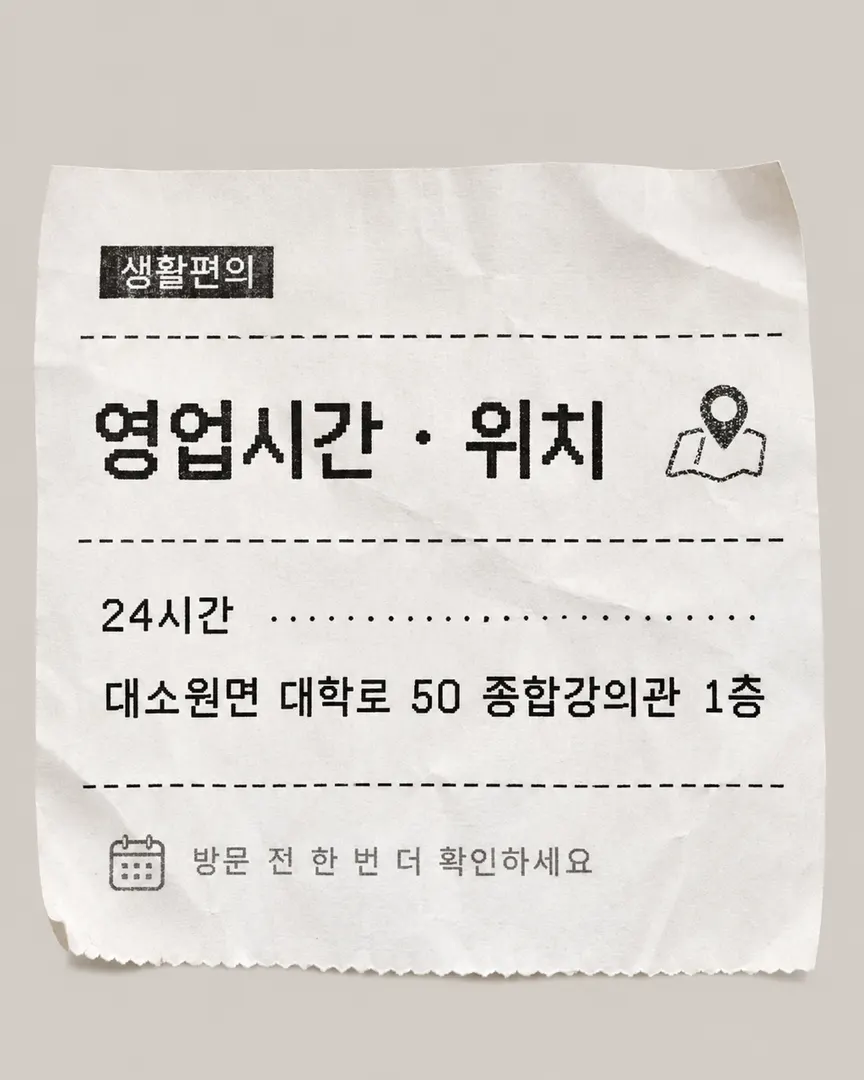 생활편의
영업시간 · 위치
24시간
대소원면 대학로 50 종합강의관 1층
방문 전 한 번 더 확인하세요